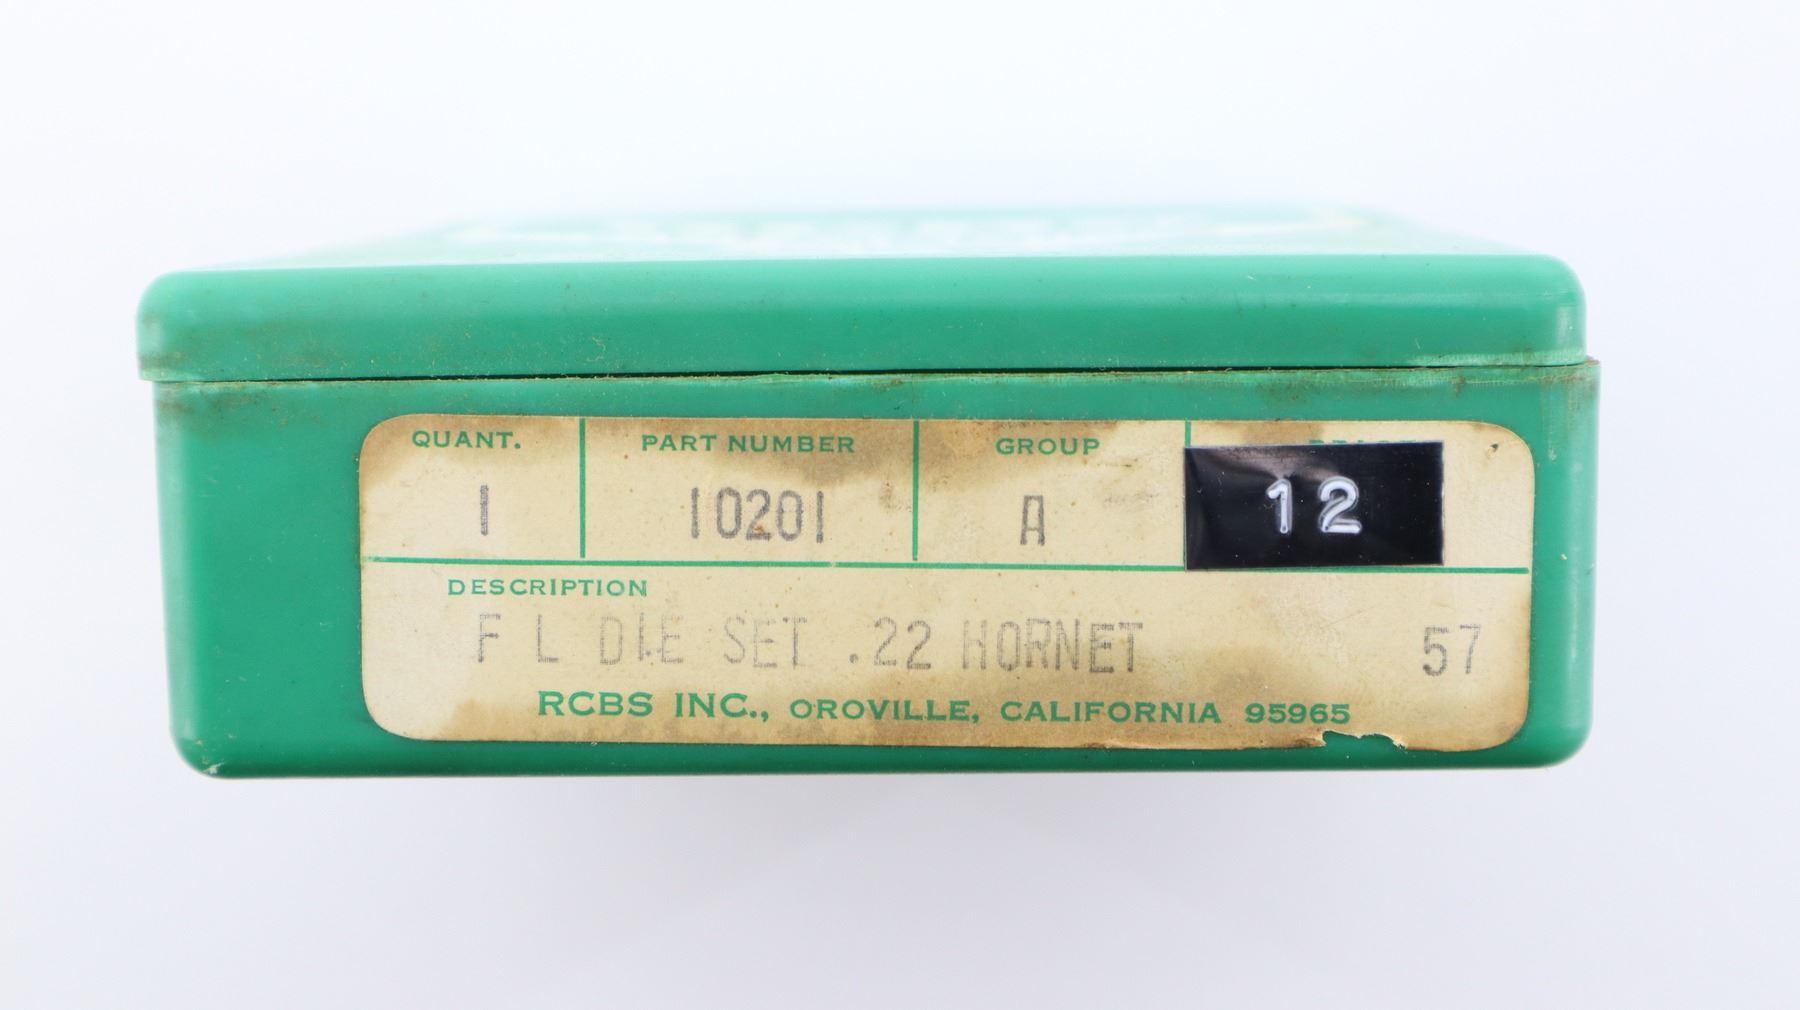 QUANT. PART NUMBER GROUP
1 10201 A 12
DESCRIPTION
F L DIE SET .22 HORNET 57
RCBS INC., OROVILLE, CALIFORNIA 95965